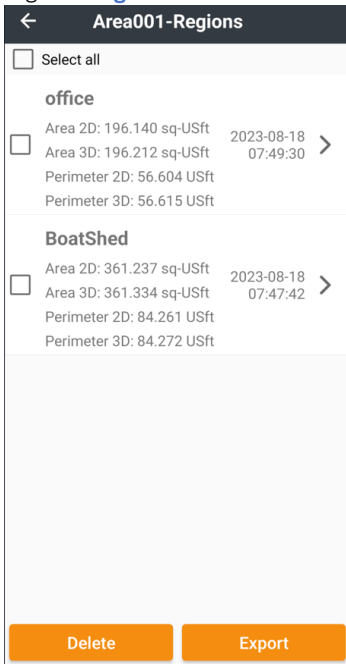 Area001-Regions
Select all
office
Area 2D: 196.140 sq-USft
Area 3D: 196.212 sq-USft
Perimeter 2D: 56.604 USft
Perimeter 3D: 56.615 USft
2023-08-18
07:49:30
BoatShed
Area 2D: 361.237 sq-USft
Area 3D: 361.334 sq-USft
Perimeter 2D: 84.261 USft
Perimeter 3D: 84.272 USft
2023-08-18
07:47:42
Delete
Export